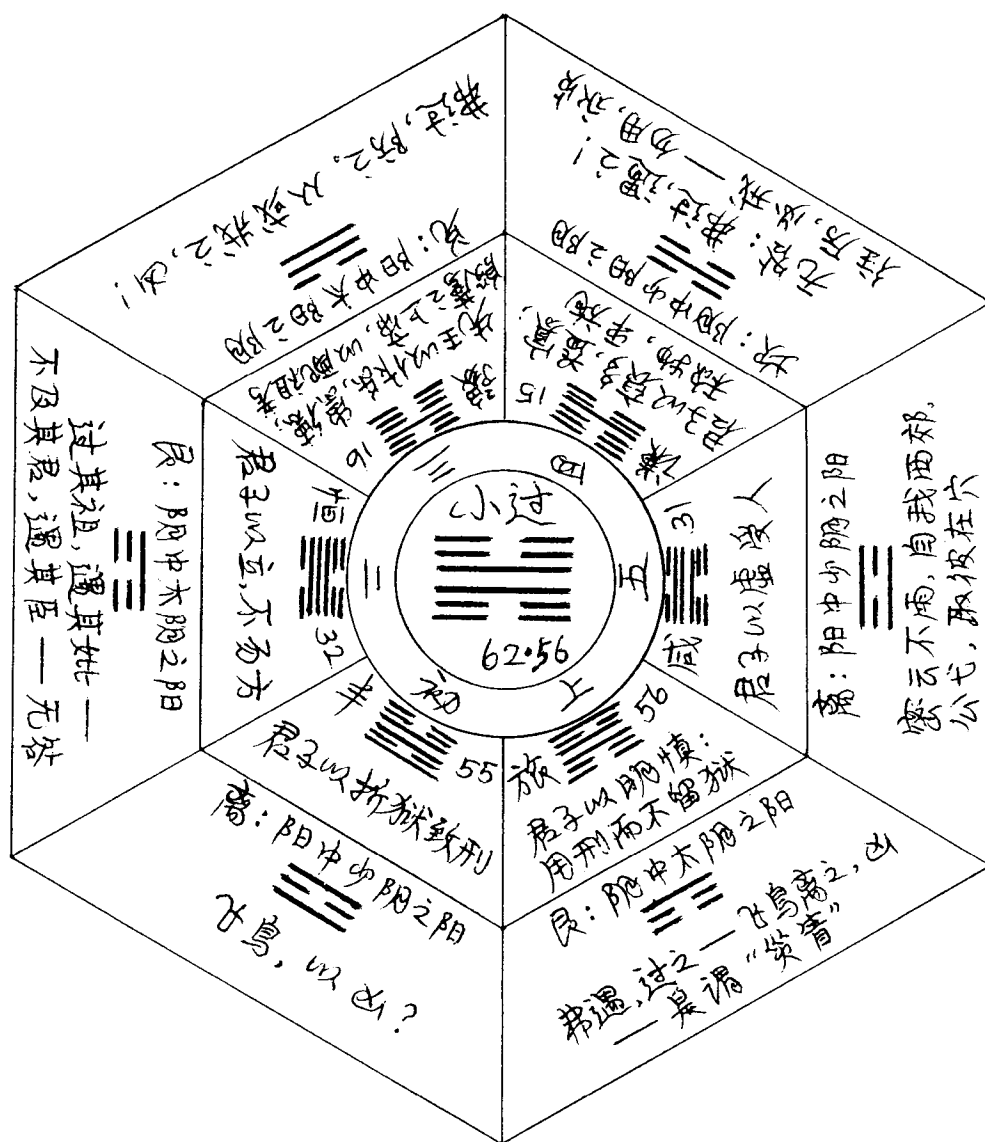 小过
62·56
初
二
三
四
五
上
丰
55
君子以折狱致刑
离：阳中少阴之阳
飞鸟，以凶？
恒
32
君子以立，不易方
艮：阴中太阴之阳
过其祖，遇其妣——
不及其君，遇其臣——无咎
豫
16
先王以作乐，崇德，
殷荐之上帝，以配祖考
兑：阳中太阳之阴
弗过，防之。从或戕之，凶！
谦
15
君子以裒多，益寡，
称物，平施
坎：阴中少阳之阴
无咎：弗过，遇之！
往厉，必戒——勿用，永贞
咸
31
君子以虚受人
离：阳中少阴之阳
密云不雨，自我西郊，
公弋，取彼在穴
旅
56
君子以明慎：
用刑而不留狱
艮：阴中太阴之阳
弗遇，过之——飞鸟离之，凶
——是谓“灾眚”